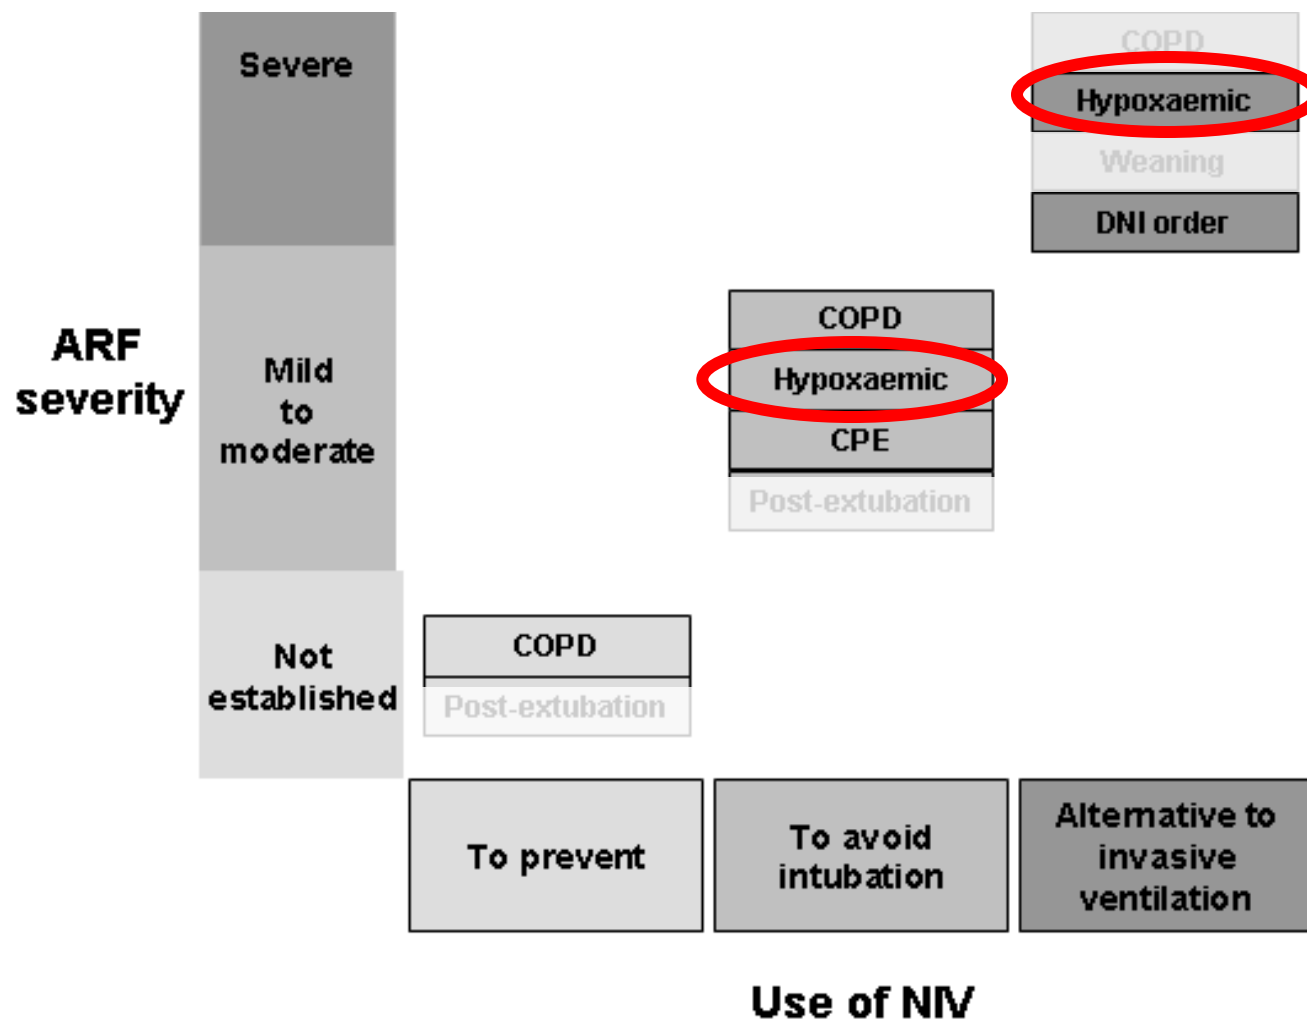 Severe
COPD
Hypoxaemic
Weaning
DNI order
ARF
severity
Mild
to
moderate
COPD
Hypoxaemic
CPE
Post-extubation
Not
established
COPD
Post-extubation
To prevent
To avoid
intubation
Alternative to
invasive
ventilation
Use of NIV